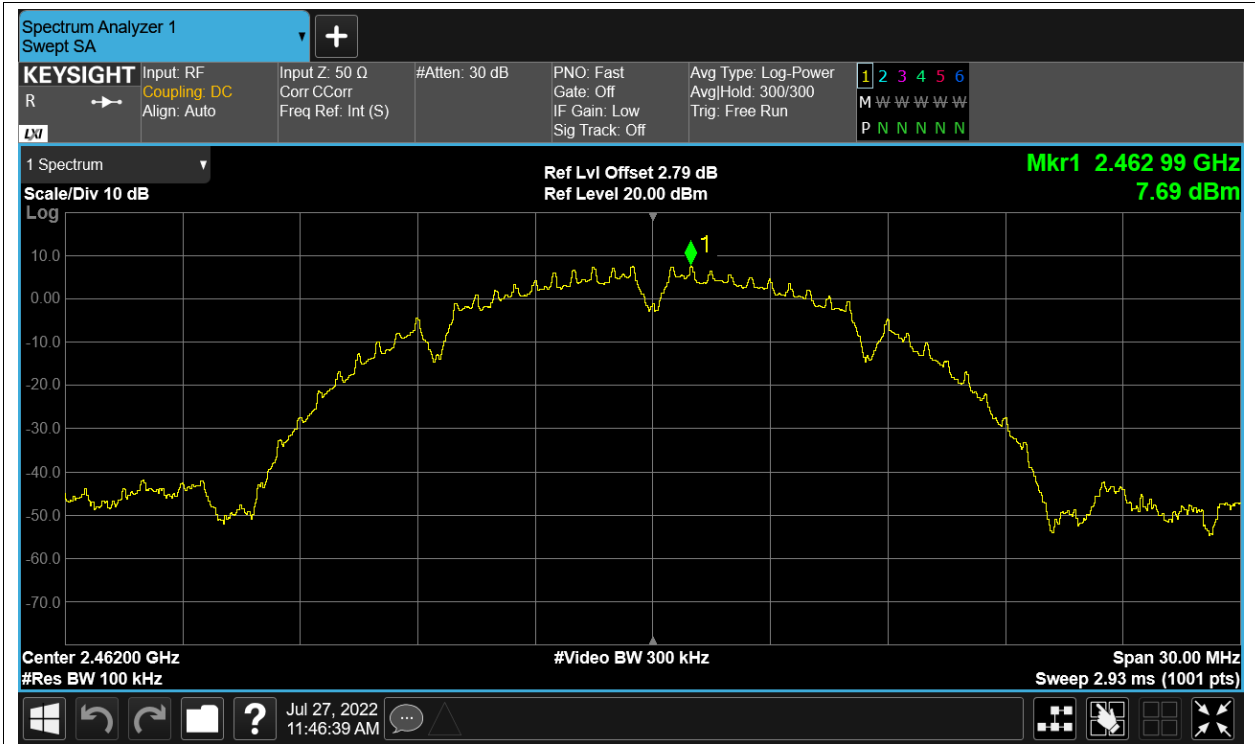 Spectrum Analyzer 1
Swept SA
+
KEYSIGHT
R
LXI
Input: RF
Coupling: DC
Align: Auto
Input Z: 50 Ω
Corr CCorr
Freq Ref: Int (S)
#Atten: 30 dB
PNO: Fast
Gate: Off
IF Gain: Low
Sig Track: Off
Avg Type: Log-Power
Avg|Hold: 300/300
Trig: Free Run
1 2 3 4 5 6
M W W W W W
P N N N N N
1 Spectrum
Scale/Div 10 dB
Log
Ref Lvl Offset 2.79 dB
Ref Level 20.00 dBm
Mkr1 2.462 99 GHz
7.69 dBm
1
10.0
0.00
-10.0
-20.0
-30.0
-40.0
-50.0
-60.0
-70.0
Center 2.46200 GHz
#Res BW 100 kHz
#Video BW 300 kHz
Span 30.00 MHz
Sweep 2.93 ms (1001 pts)
?
Jul 27, 2022
11:46:39 AM